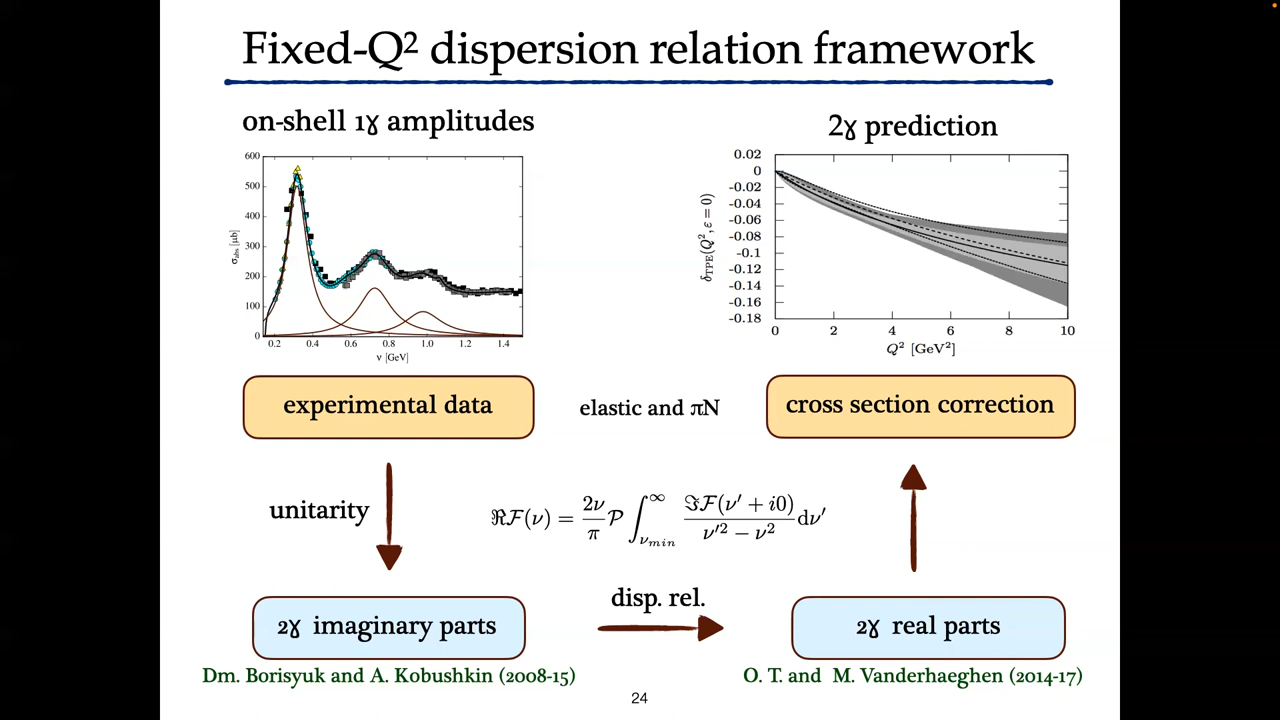 Fixed-Q² dispersion relation framework
on-shell 1ɣ amplitudes
2ɣ prediction
600
500
400
300
200
100
0
σabs [μb]
0.2 0.4 0.6 0.8 1.0 1.2 1.4
ν [GeV]
0.02
0
-0.02
-0.04
-0.06
-0.08
-0.1
-0.12
-0.14
-0.16
-0.18
δTPE(Q², ε = 0)
0 2 4 6 8 10
Q² [GeV²]
experimental data
elastic and πN
cross section correction
unitarity
ℜF(ν) = 2ν/π P ∫_{ν_min}^∞ ℑF(ν′ + i0)/(ν′² − ν²) dν′
disp. rel.
2ɣ imaginary parts
2ɣ real parts
Dm. Borisyuk and A. Kobushkin (2008-15)
O. T. and M. Vanderhaeghen (2014-17)
24